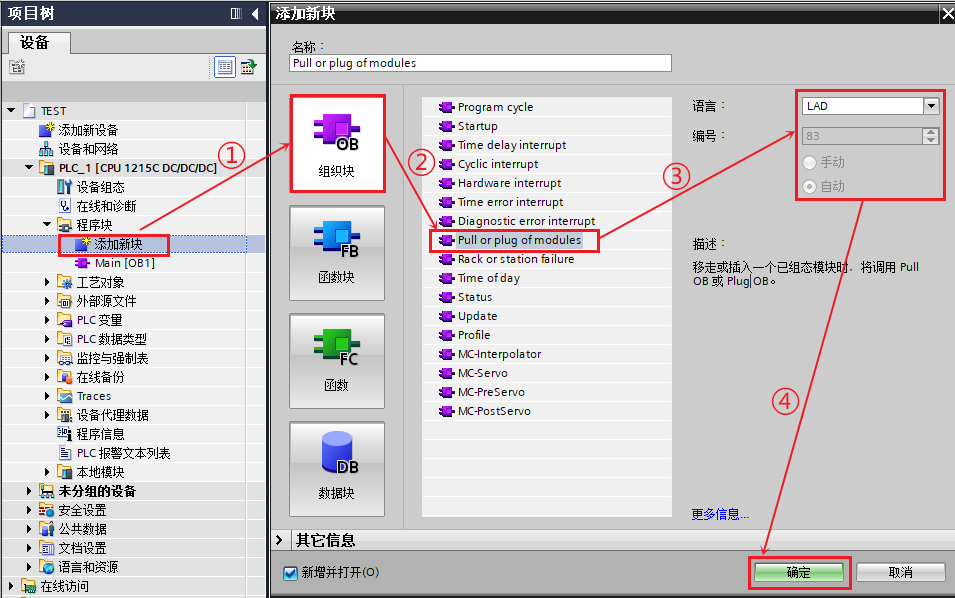 项目树
设备
TEST
添加新设备
设备和网络
PLC_1 [CPU 1215C DC/DC/DC]
设备组态
在线和诊断
程序块
添加新块
Main [OB1]
工艺对象
外部源文件
PLC 变量
PLC 数据类型
监控与强制表
在线备份
Traces
设备代理数据
程序信息
PLC 报警文本列表
本地模块
未分组的设备
安全设置
公共数据
文档设置
语言和资源
在线访问
添加新块
名称：
Pull or plug of modules
OB
组织块
FB
函数块
FC
函数
DB
数据块
Program cycle
Startup
Time delay interrupt
Cyclic interrupt
Hardware interrupt
Time error interrupt
Diagnostic error interrupt
Pull or plug of modules
Rack or station failure
Time of day
Status
Update
Profile
MC-Interpolator
MC-Servo
MC-PreServo
MC-PostServo
语言：
LAD
编号：
83
手动
自动
描述：
移走或插入一个已组态模块时，将调用 Pull
OB 或 Plug OB。
更多信息...
其它信息
新增并打开(O)
确定
取消
①
②
③
④